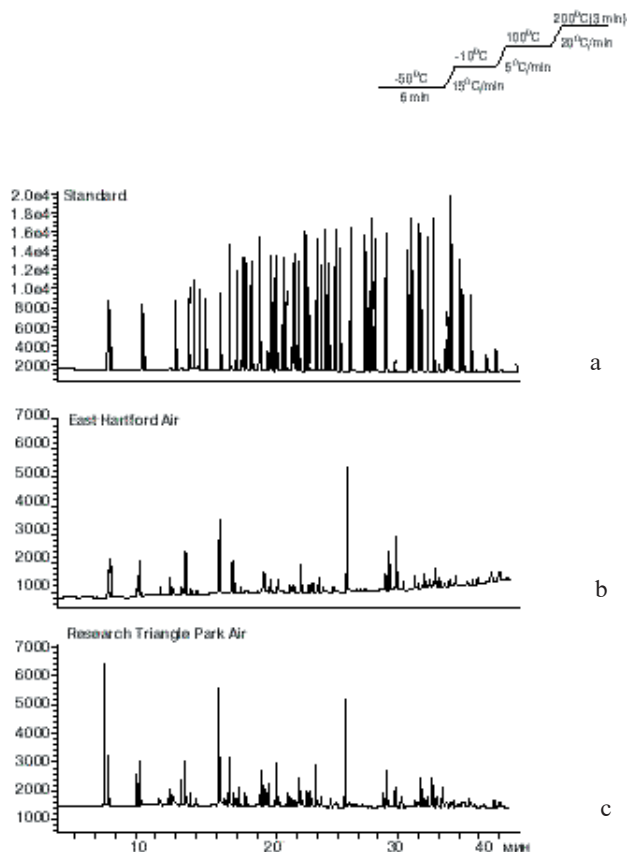 200°C(3 min)
100°C
20°C/min
-10°C
5°C/min
-50°C
15°C/min
6 min
Standard
2.0e4
1.8e4
1.6e4
1.4e4
1.2e4
1.0e4
8000
6000
4000
2000
a
East Hartford Air
7000
6000
5000
4000
3000
2000
1000
b
Research Triangle Park Air
7000
6000
5000
4000
3000
2000
1000
c
10 20 30 40 мин